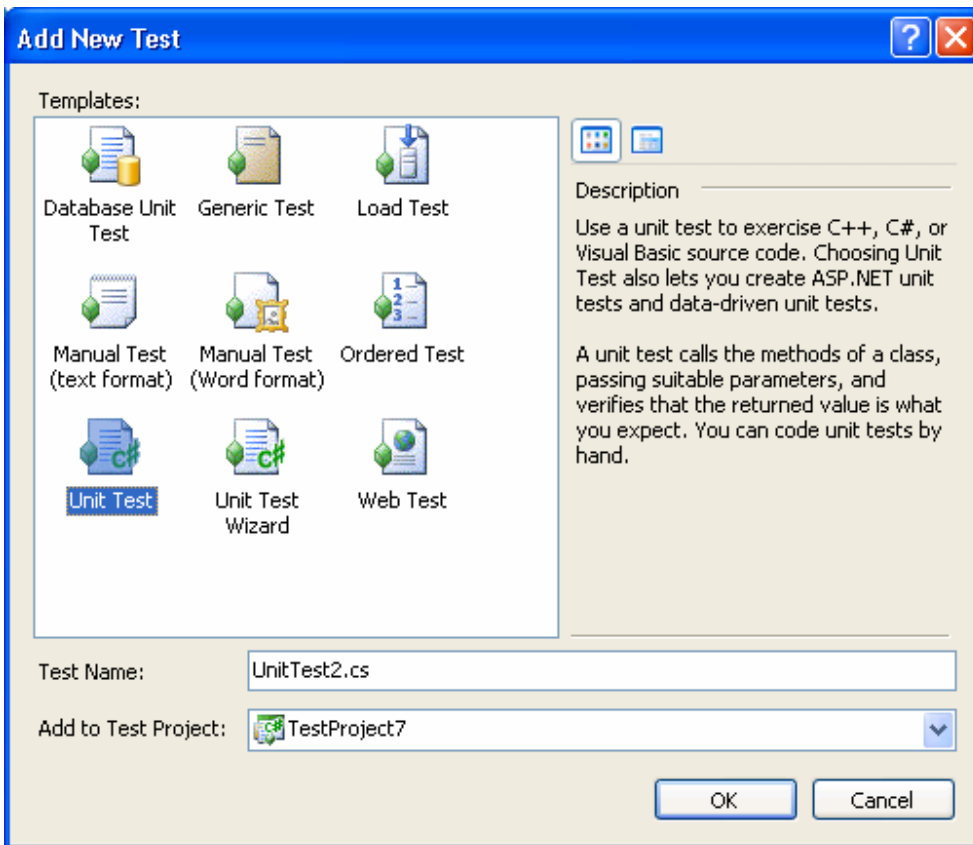 Add New Test
Templates:
Database Unit
Test
Generic Test
Load Test
Manual Test
(text format)
Manual Test
(Word format)
Ordered Test
Unit Test
Unit Test
Wizard
Web Test
Description
Use a unit test to exercise C++, C#, or
Visual Basic source code. Choosing Unit
Test also lets you create ASP.NET unit
tests and data-driven unit tests.
A unit test calls the methods of a class,
passing suitable parameters, and
verifies that the returned value is what
you expect. You can code unit tests by
hand.
Test Name:
UnitTest2.cs
Add to Test Project:
TestProject7
OK
Cancel